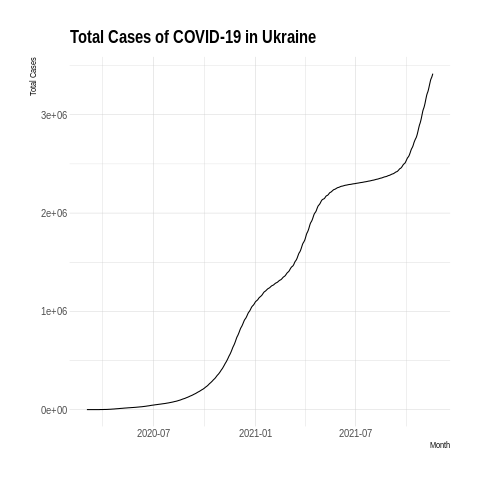 Total Cases of COVID-19 in Ukraine
Total Cases
3e+06
2e+06
1e+06
0e+00
2020-07 2021-01 2021-07
Month